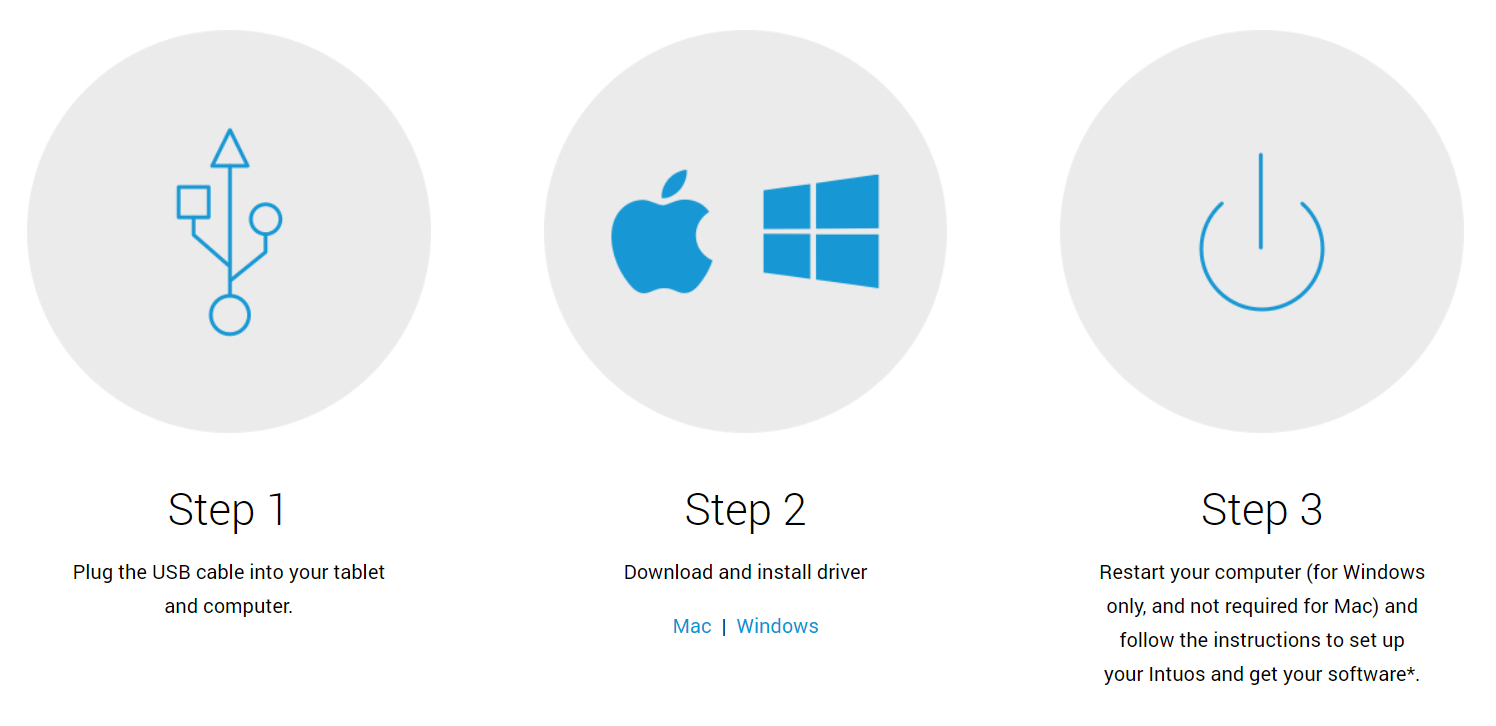 Step 1
Plug the USB cable into your tablet
and computer.
Step 2
Download and install driver
Mac | Windows
Step 3
Restart your computer (for Windows
only, and not required for Mac) and
follow the instructions to set up
your Intuos and get your software*.